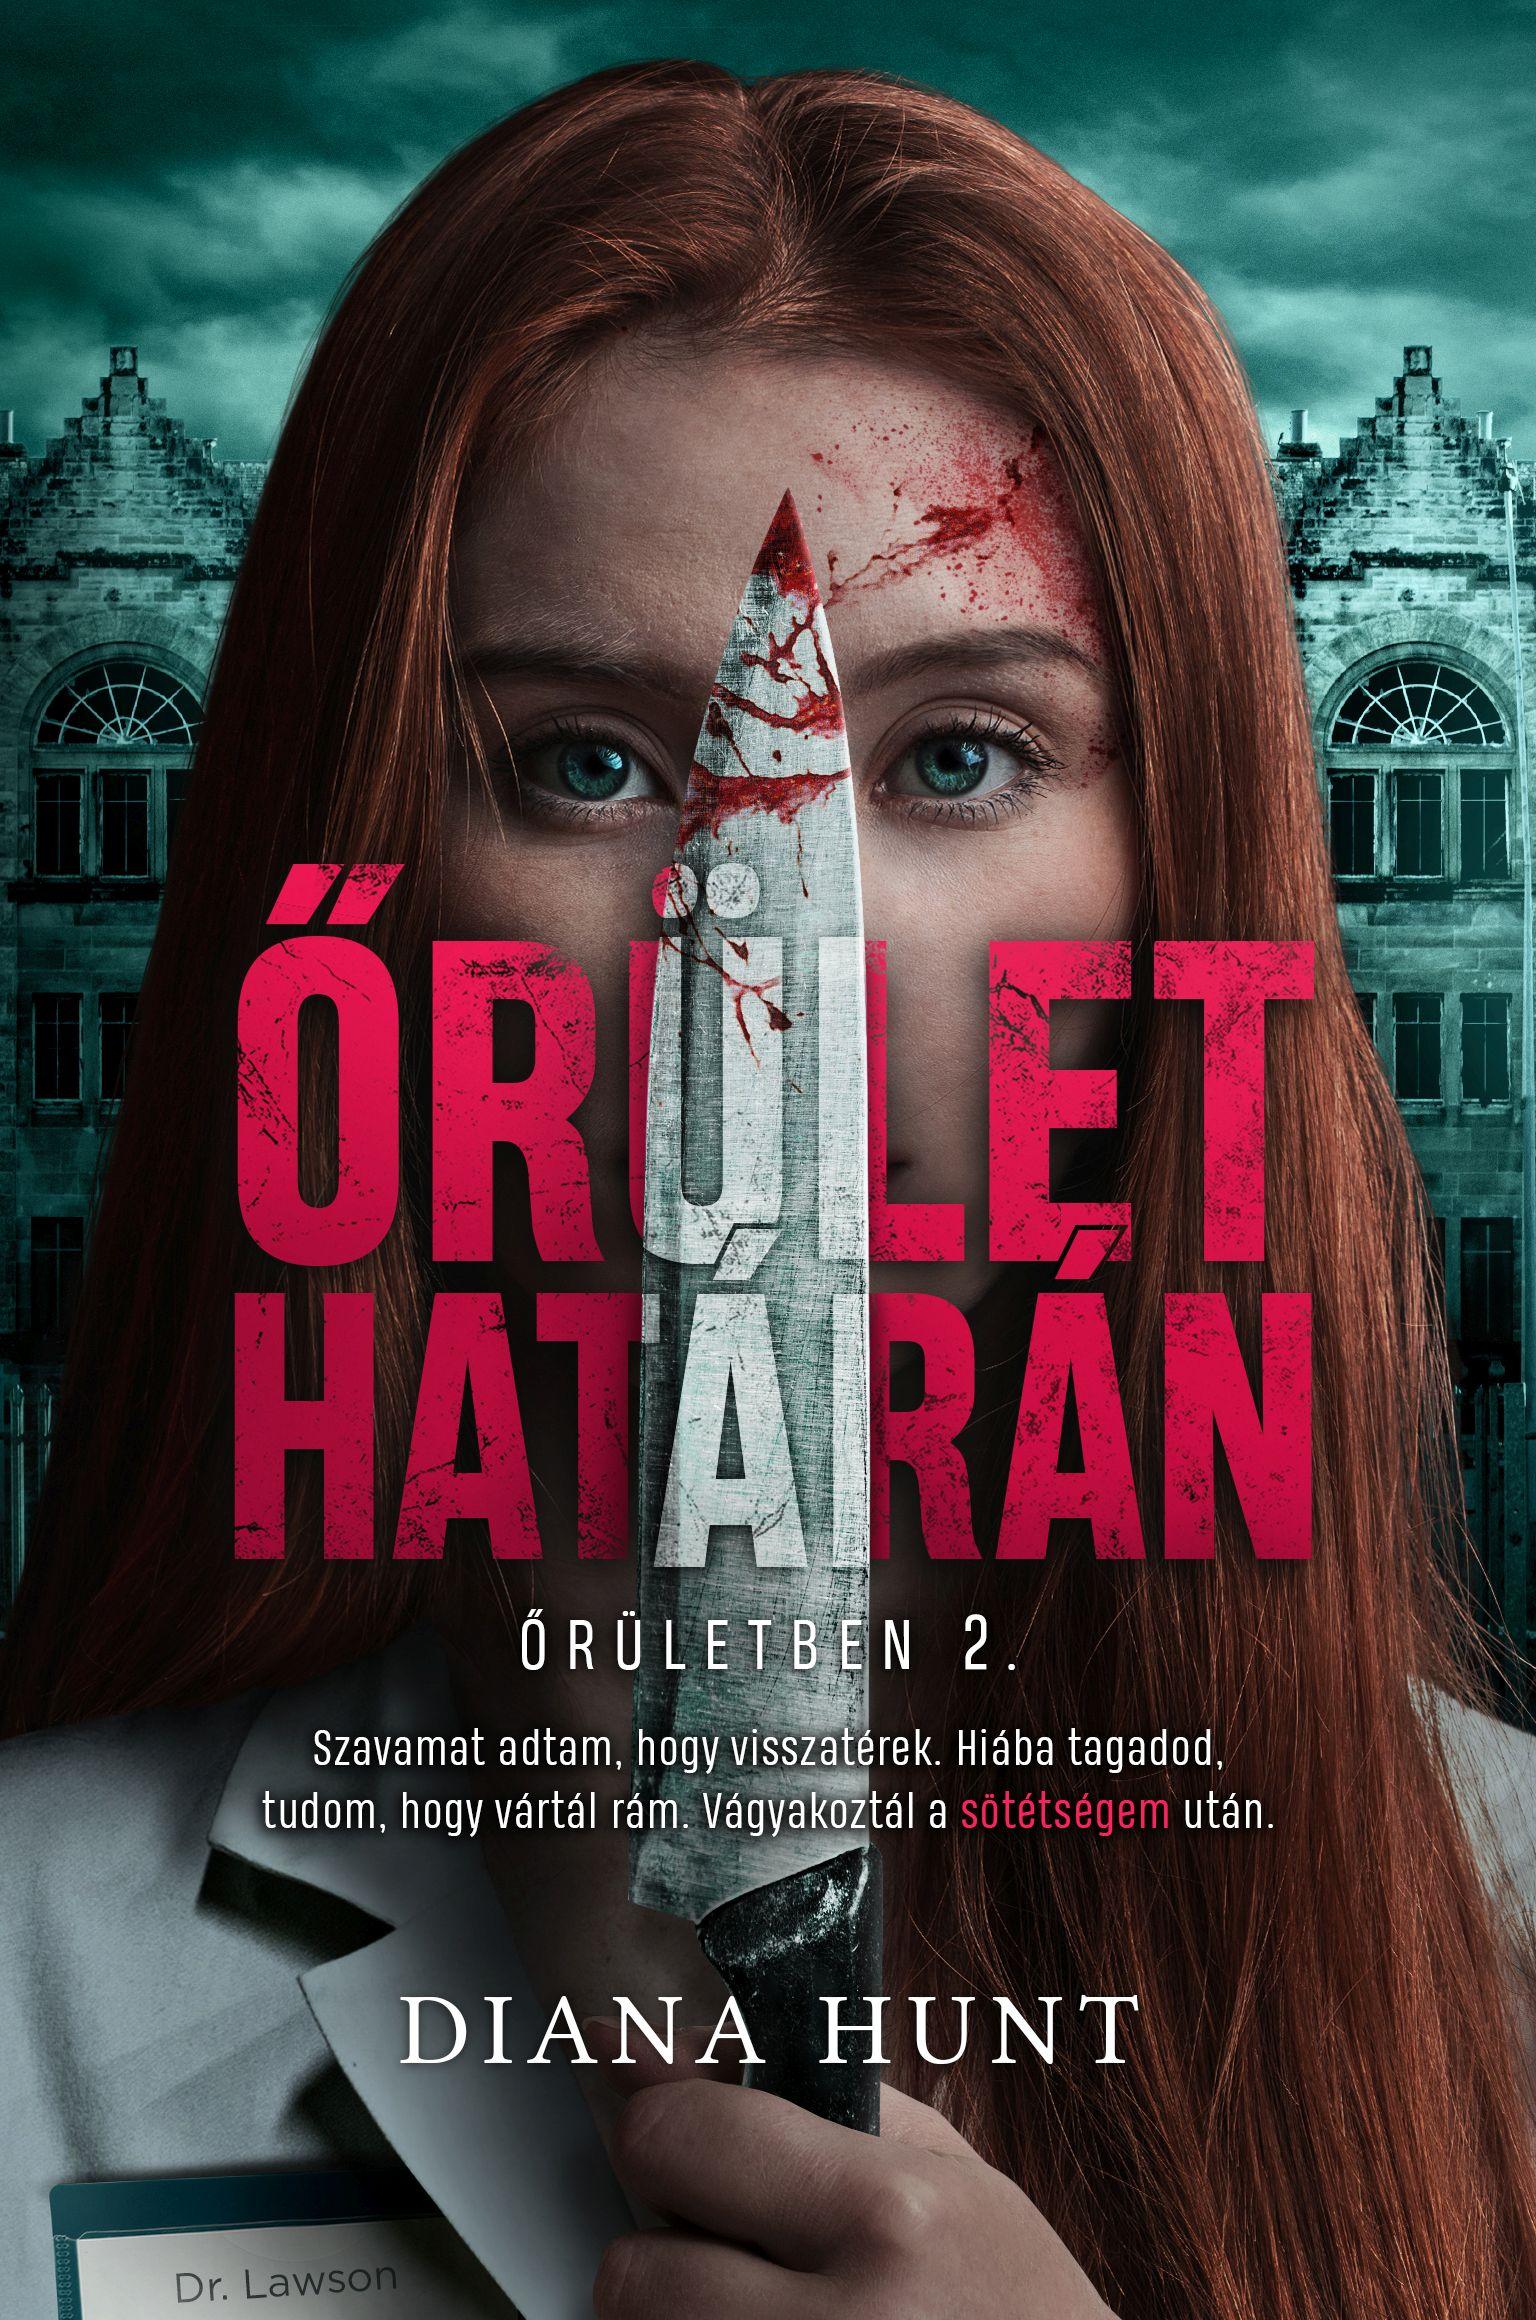 ŐRÜLET
HATÁRÁN
ŐRÜLETBEN 2.
Szavamat adtam, hogy visszatérek. Hiába tagadod,
tudom, hogy vártál rám. Vágyakoztál a sötétségem után.
DIANA HUNT
Dr. Lawson